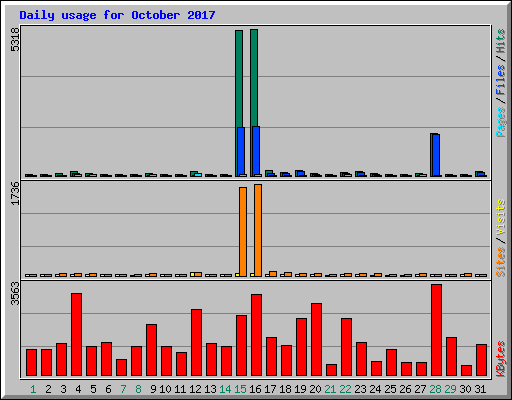 Daily usage for October 2017
5318
Pages / Files / Hits
1736
Sites / Visits
3563
KBytes
1 2 3 4 5 6 7 8 9 10 11 12 13 14 15 16 17 18 19 20 21 22 23 24 25 26 27 28 29 30 31